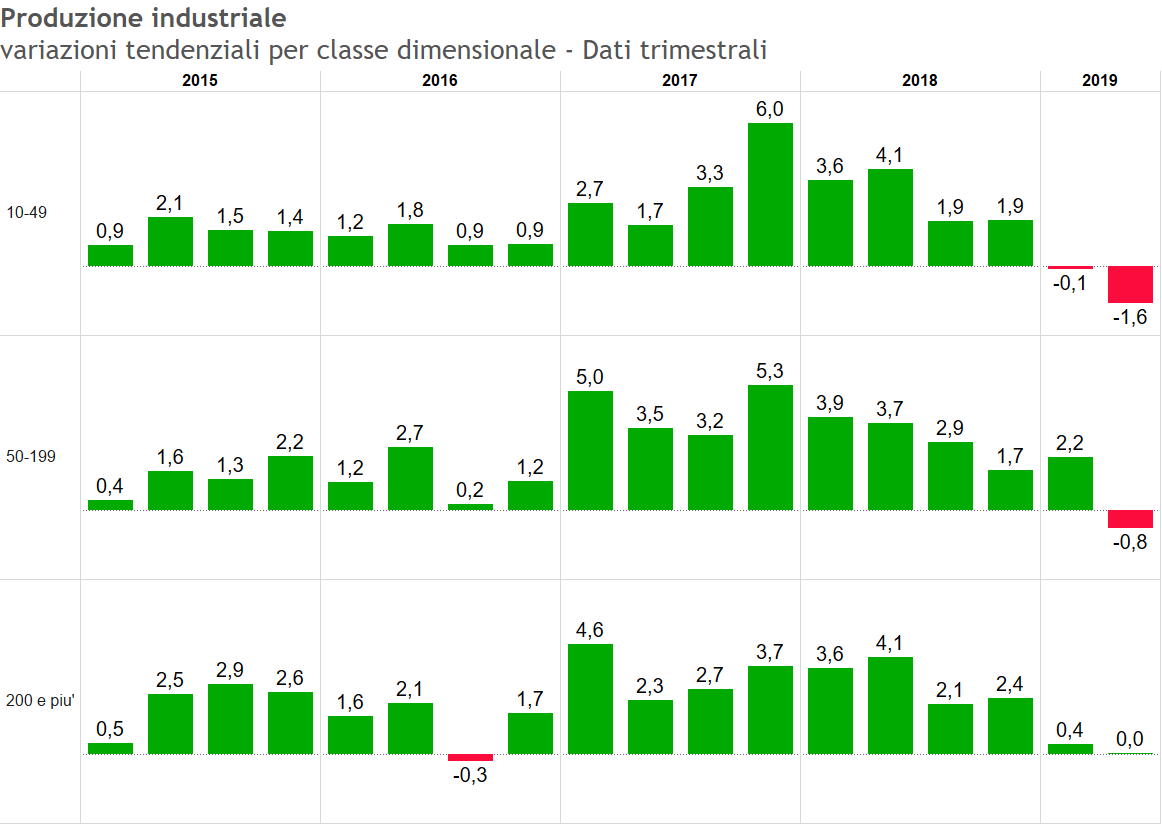 Produzione industriale
variazioni tendenziali per classe dimensionale - Dati trimestrali
2015 2016 2017 2018 2019
10-49
0,9 2,1 1,5 1,4 1,2 1,8 0,9 0,9 2,7 1,7 3,3 6,0 3,6 4,1 1,9 1,9 -0,1 -1,6
50-199
0,4 1,6 1,3 2,2 1,2 2,7 0,2 1,2 5,0 3,5 3,2 5,3 3,9 3,7 2,9 1,7 2,2 -0,8
200 e piu'
0,5 2,5 2,9 2,6 1,6 2,1 -0,3 1,7 4,6 2,3 2,7 3,7 3,6 4,1 2,1 2,4 0,4 0,0